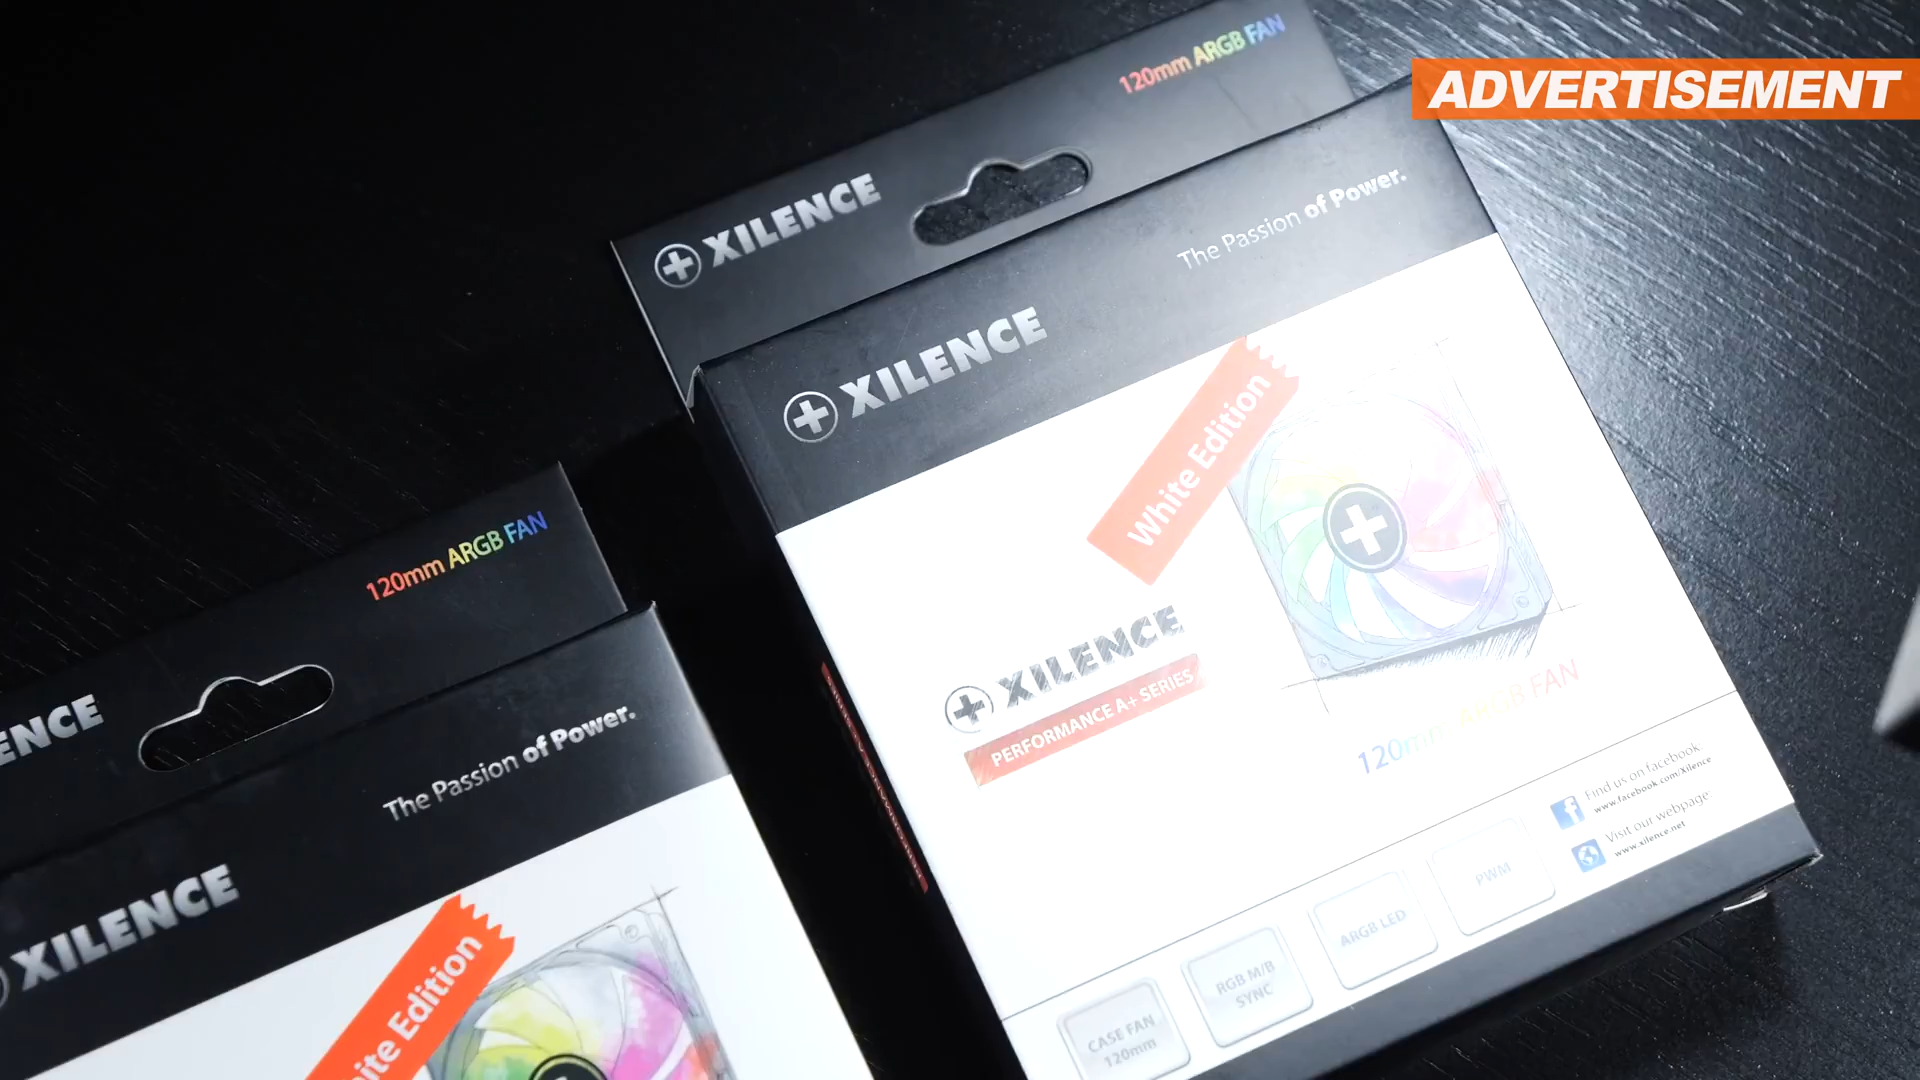 ADVERTISEMENT
120mm ARGB FAN
XILENCE
The Passion of Power.
XILENCE
White Edition
XILENCE
PERFORMANCE A+ SERIES
120mm ARGB FAN
Find us on facebook
www.facebook.com/Xilence
Visit our webpage:
www.xilence.net
CASE FAN
120mm
RGB M/B
SYNC
ARGB LED
PWM
120mm ARGB FAN
ENCE
The Passion of Power.
XILENCE
ite Edition